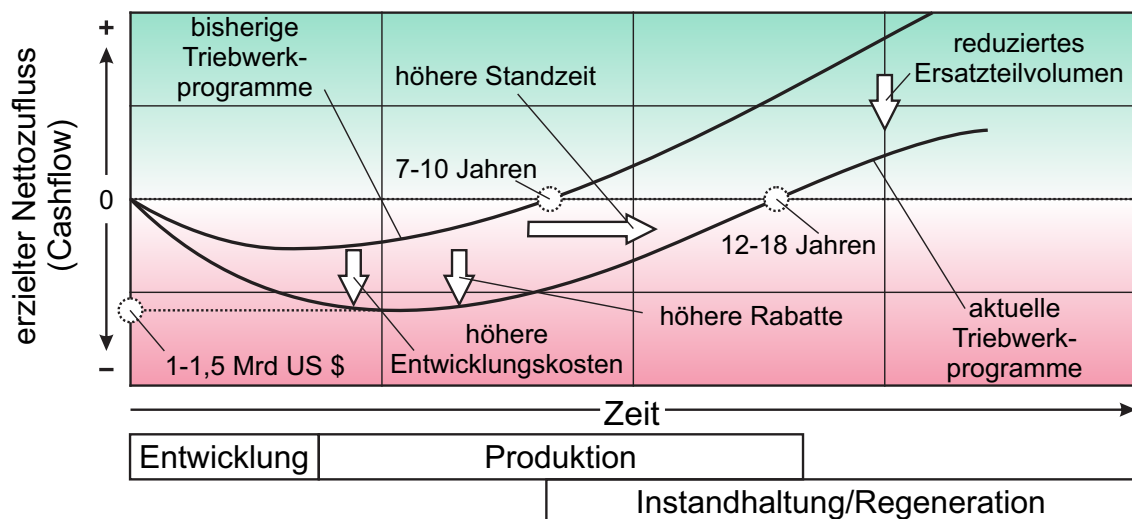 erzielter Nettozufluss
(Cashflow)
+
0
–
bisherige
Triebwerk-
programme
höhere Standzeit
reduziertes
Ersatzteilvolumen
7-10 Jahren
12-18 Jahren
höhere Rabatte
höhere
Entwicklungskosten
1-1,5 Mrd US $
aktuelle
Triebwerk-
programme
Zeit
Entwicklung
Produktion
Instandhaltung/Regeneration